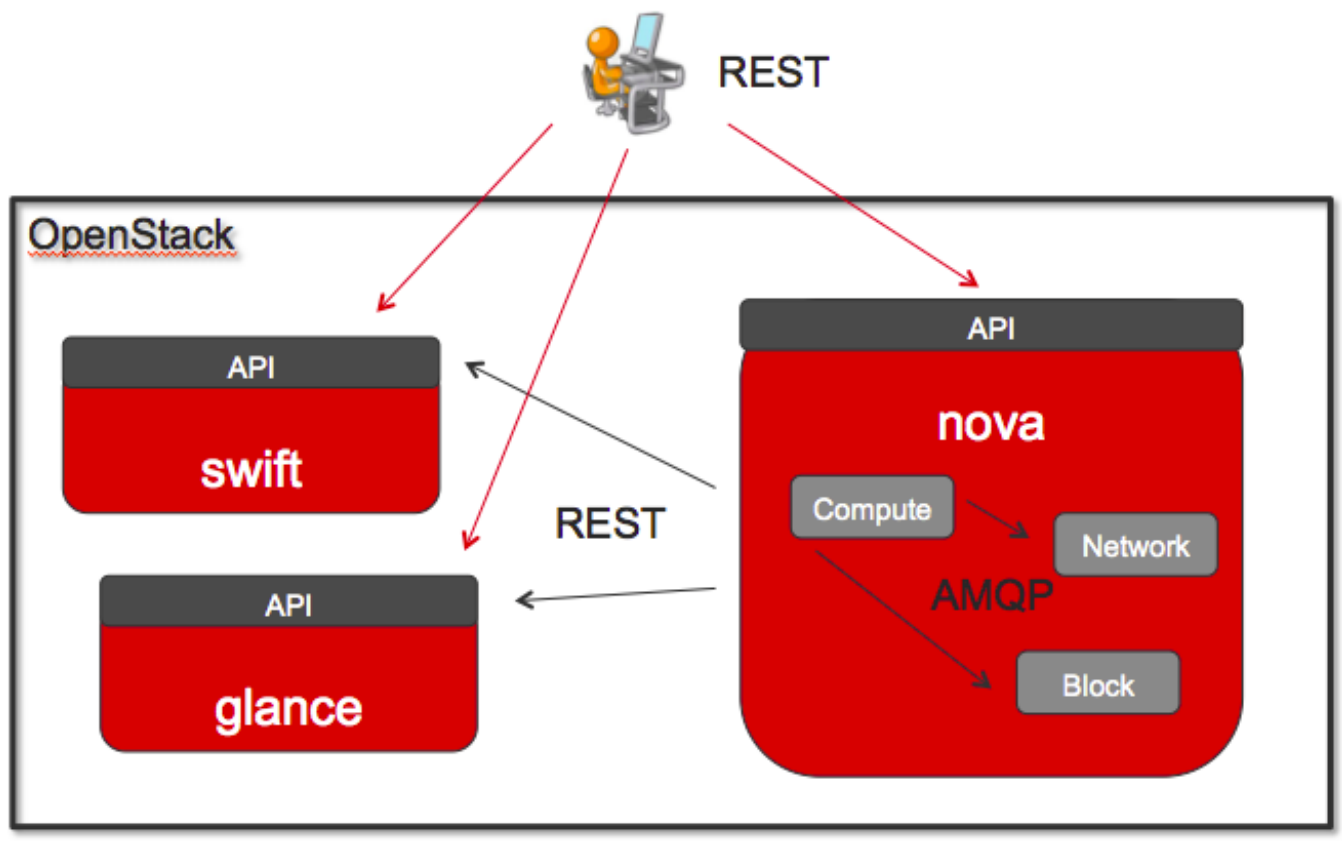 REST
OpenStack
API
swift
API
nova
Compute
Network
AMQP
Block
REST
API
glance